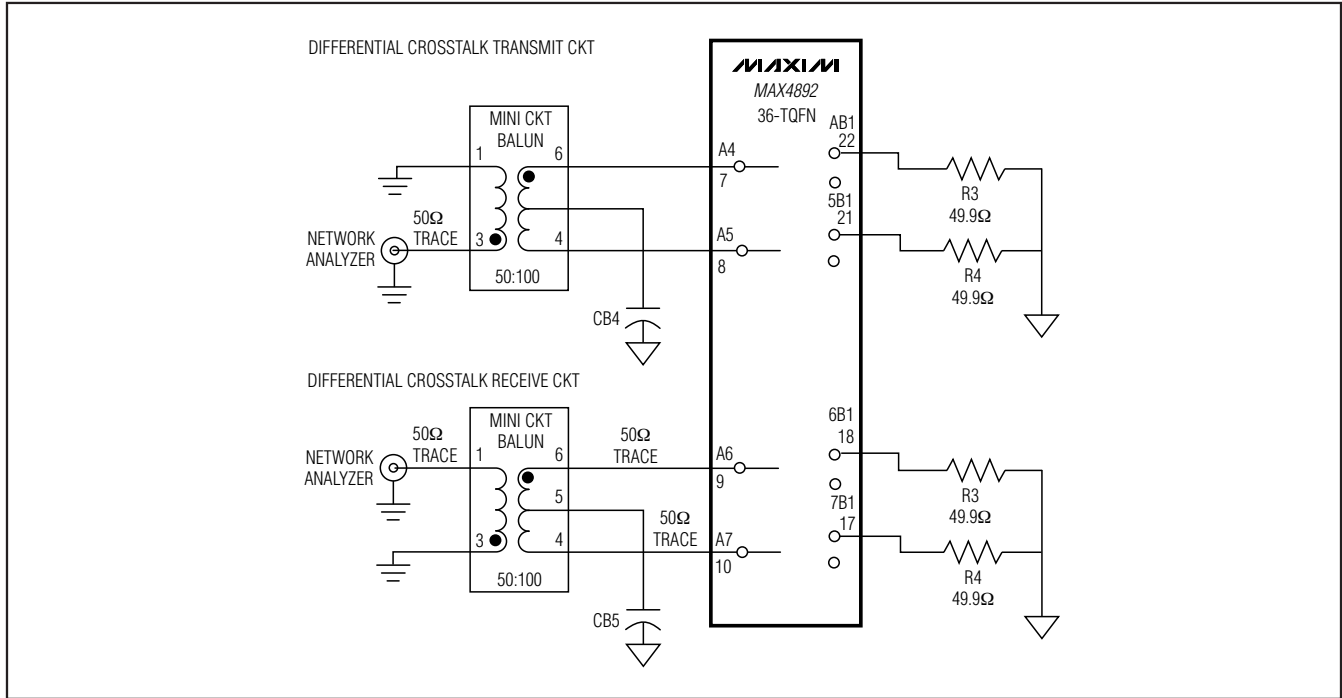 DIFFERENTIAL CROSSTALK TRANSMIT CKT
MAXIM
MAX4892
36-TQFN
MINI CKT
BALUN
1
6
3
4
50:100
50Ω
TRACE
NETWORK
ANALYZER
CB4
A4
7
A5
8
AB1
22
5B1
21
R3
49.9Ω
R4
49.9Ω
DIFFERENTIAL CROSSTALK RECEIVE CKT
MINI CKT
BALUN
1
6
5
3
4
50:100
50Ω
TRACE
NETWORK
ANALYZER
50Ω
TRACE
50Ω
TRACE
CB5
A6
9
A7
10
6B1
18
7B1
17
R3
49.9Ω
R4
49.9Ω